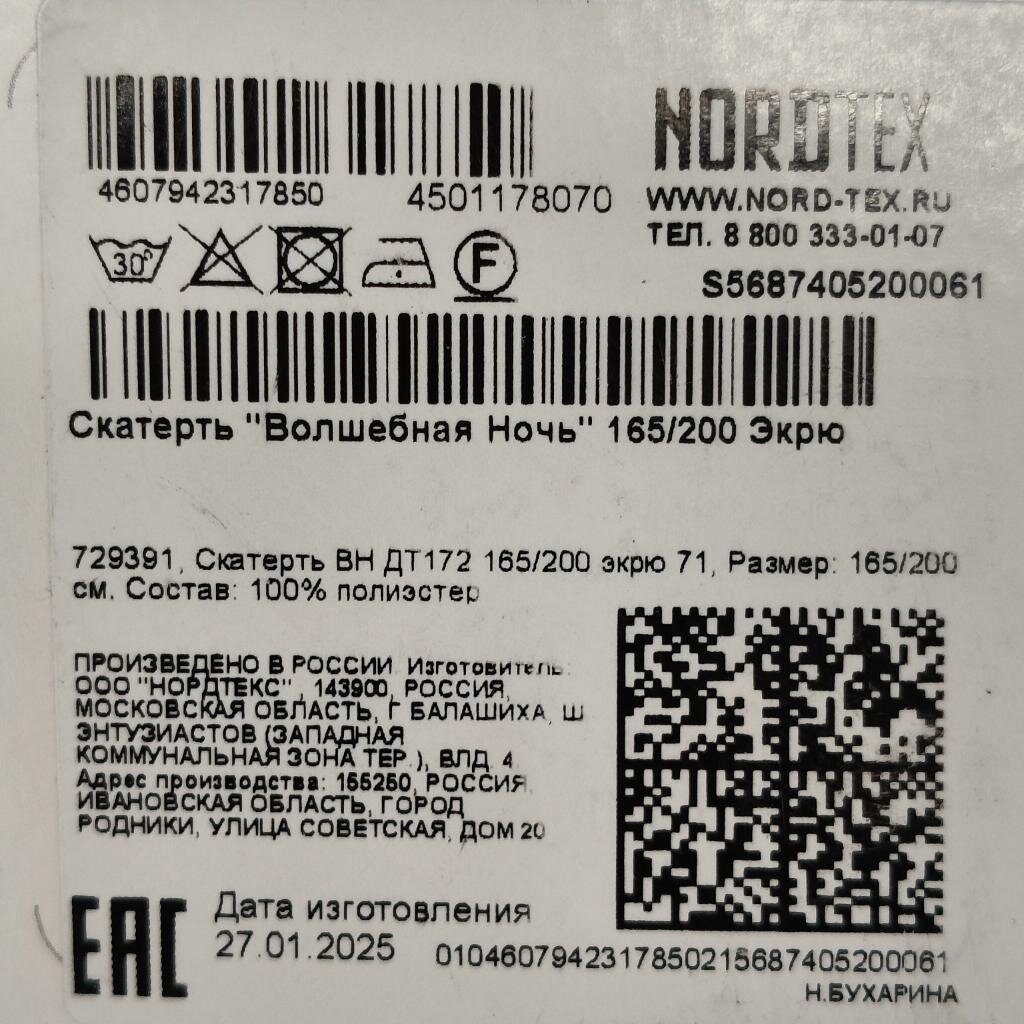 NORDTEX
4607942317850 4501178070
WWW.NORD-TEX.RU
ТЕЛ. 8 800 333-01-07
30° F
S5687405200061
Скатерть "Волшебная Ночь" 165/200 Экрю
729391, Скатерть ВН ДТ172 165/200 экрю 71, Размер: 165/200
см. Состав: 100% полиэстер
ПРОИЗВЕДЕНО В РОССИИ. Изготовитель:
ООО "НОРДТЕКС" , 143900, РОССИЯ,
МОСКОВСКАЯ ОБЛАСТЬ, Г БАЛАШИХА, Ш
ЭНТУЗИАСТОВ (ЗАПАДНАЯ
КОММУНАЛЬНАЯ ЗОНА ТЕР.), ВЛД. 4.
Адрес производства: 155250, РОССИЯ,
ИВАНОВСКАЯ ОБЛАСТЬ, ГОРОД
РОДНИКИ, УЛИЦА СОВЕТСКАЯ, ДОМ 20
EAC
Дата изготовления
27.01.2025
0104607942317850215687405200061
Н.БУХАРИНА